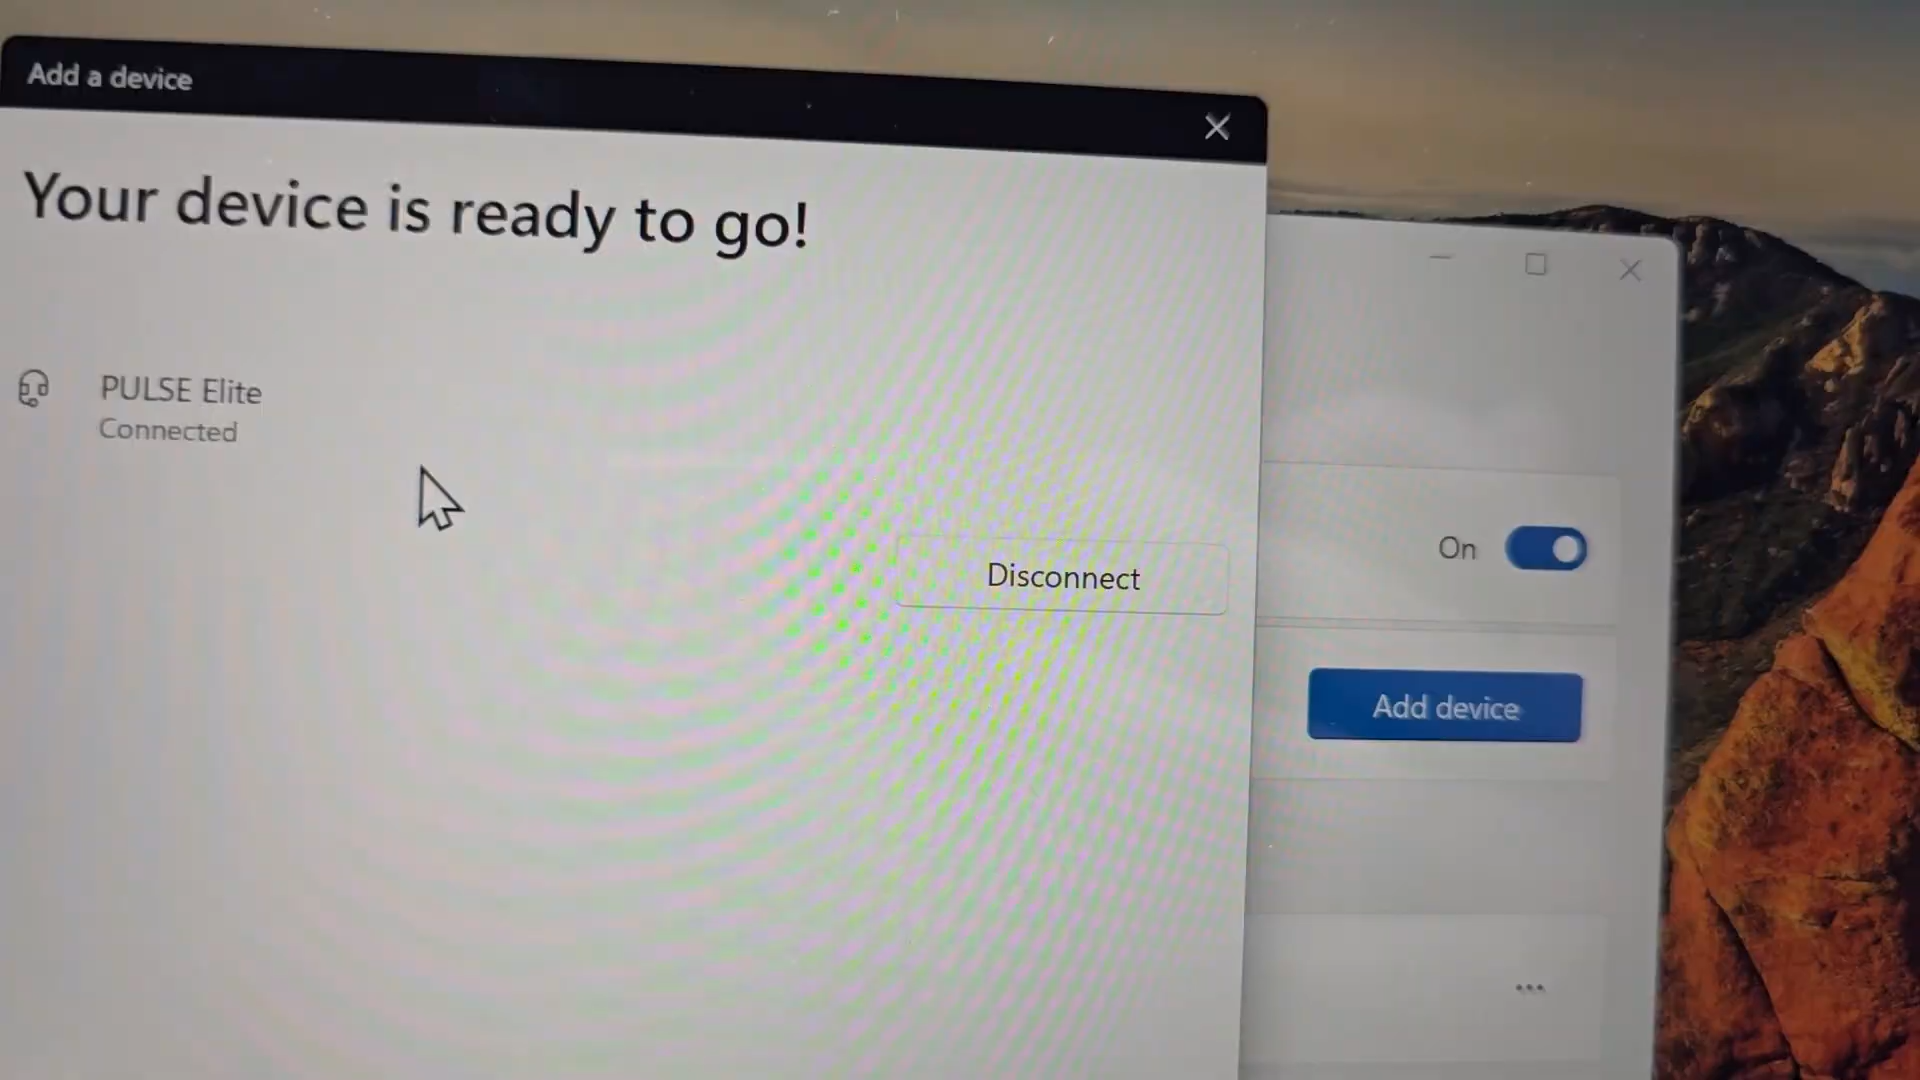 Add a device
Your device is ready to go!
PULSE Elite
Connected
Disconnect
On
Add device